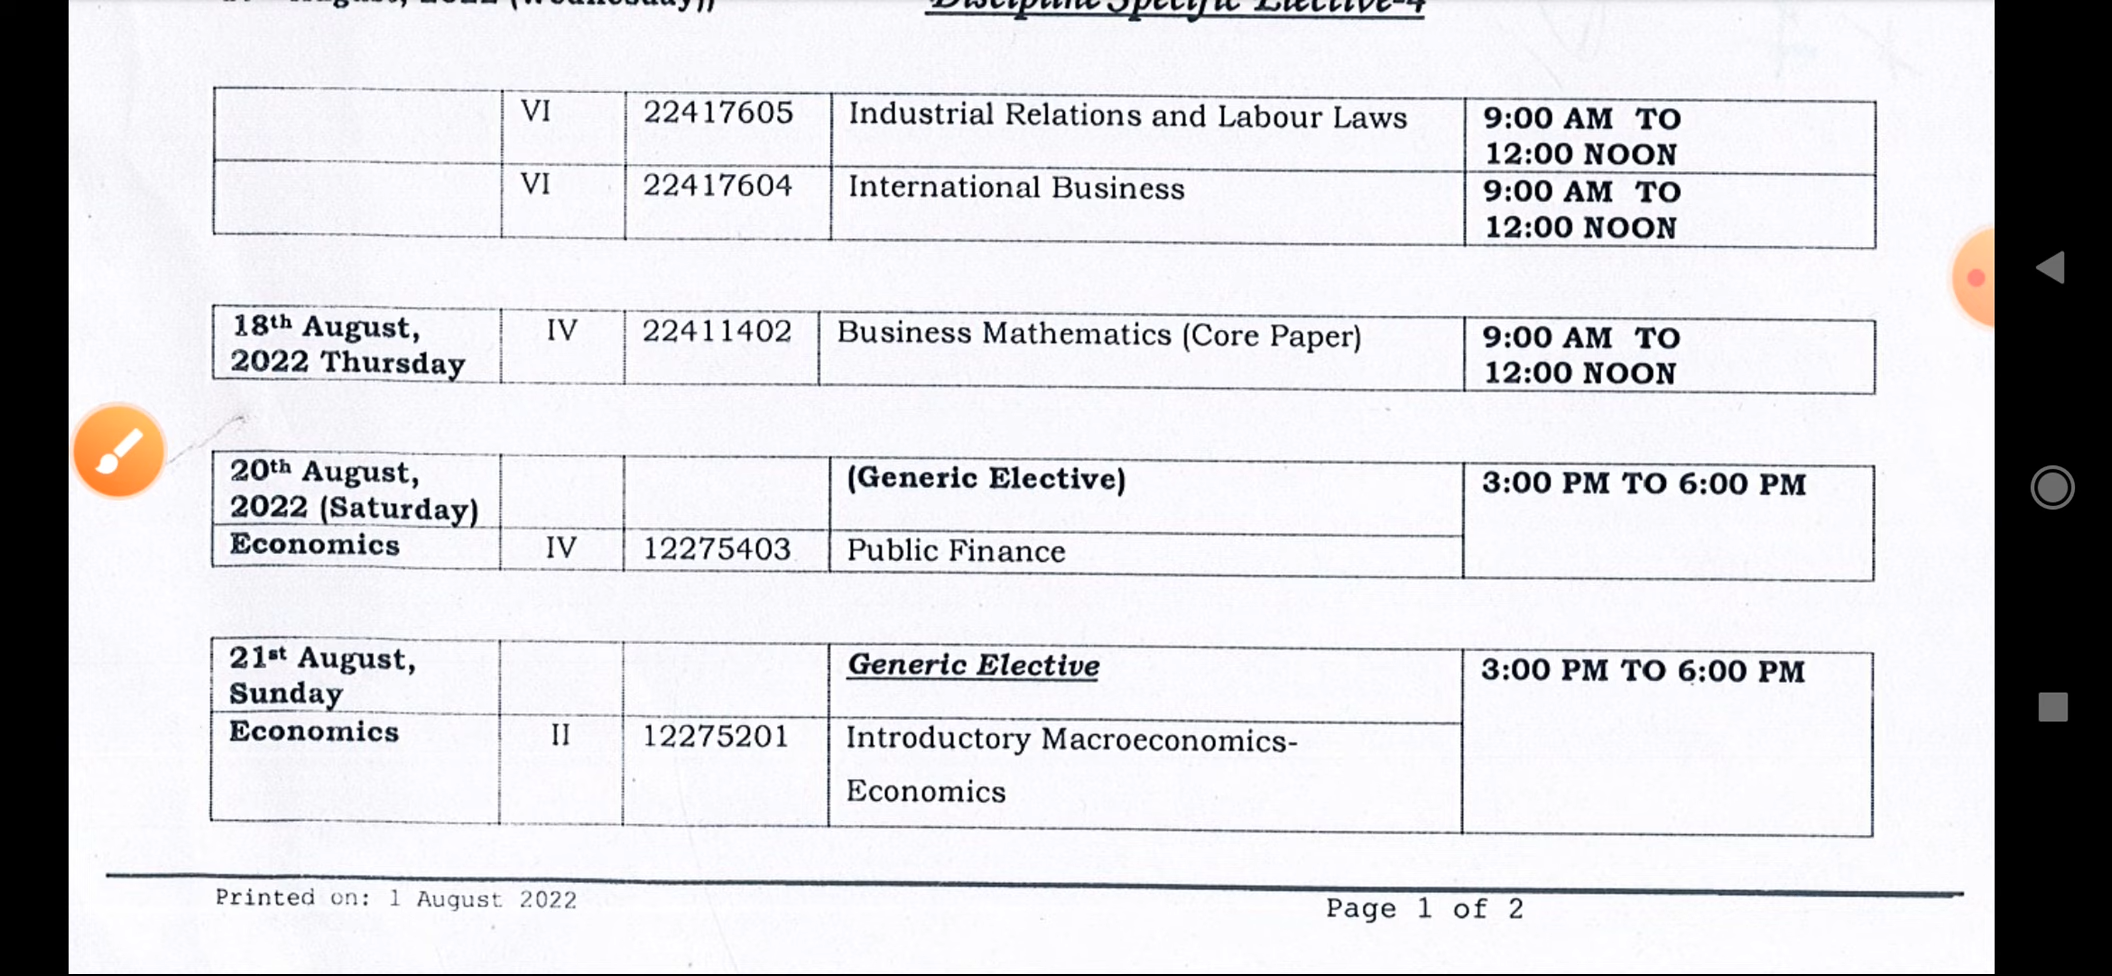 August, 2022 (Wednesday))
Discipline Specific Elective-4
VI 22417605 Industrial Relations and Labour Laws 9:00 AM TO
12:00 NOON
VI 22417604 International Business 9:00 AM TO
12:00 NOON
18th August, IV 22411402 Business Mathematics (Core Paper) 9:00 AM TO
2022 Thursday 12:00 NOON
20th August, (Generic Elective) 3:00 PM TO 6:00 PM
2022 (Saturday)
Economics IV 12275403 Public Finance
21st August, Generic Elective 3:00 PM TO 6:00 PM
Sunday
Economics II 12275201 Introductory Macroeconomics-
Economics
Printed on: 1 August 2022
Page 1 of 2